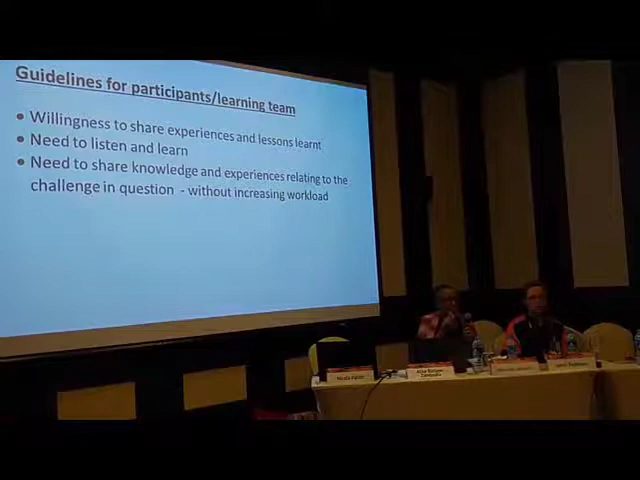 Guidelines for participants/learning team
• Willingness to share experiences and lessons learnt
• Need to listen and learn
• Need to share knowledge and experiences relating to the
challenge in question - without increasing workload